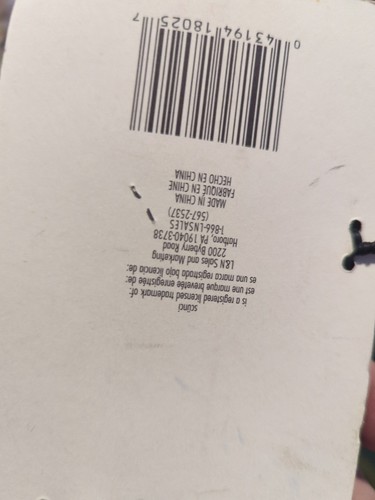 scünci
is a registered licensed trademark of:
est une marque brevetée enregistrée de:
es una marca registrada bajo licencia de:
L&N Sales and Marketing
2200 Byberry Road
Hatboro, PA 19040-3738
1-866-LNSALES
(567-2537)
MADE IN CHINA
FABRIQUÉ EN CHINE
HECHO EN CHINA
0 43194 18025 7